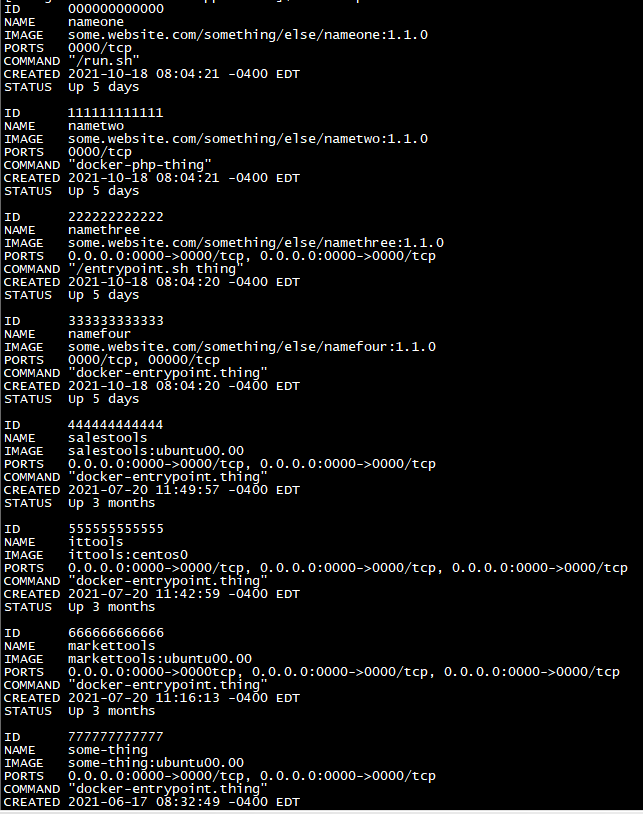 ID 000000000000
NAME nameone
IMAGE some.website.com/something/else/nameone:1.1.0
PORTS 0000/tcp
COMMAND "/run.sh"
CREATED 2021-10-18 08:04:21 -0400 EDT
STATUS Up 5 days
ID 111111111111
NAME nametwo
IMAGE some.website.com/something/else/nametwo:1.1.0
PORTS 0000/tcp
COMMAND "docker-php-thing"
CREATED 2021-10-18 08:04:21 -0400 EDT
STATUS Up 5 days
ID 222222222222
NAME namethree
IMAGE some.website.com/something/else/namethree:1.1.0
PORTS 0.0.0.0:0000->0000/tcp, 0.0.0.0:0000->0000/tcp
COMMAND "/entrypoint.sh thing"
CREATED 2021-10-18 08:04:20 -0400 EDT
STATUS Up 5 days
ID 333333333333
NAME namefour
IMAGE some.website.com/something/else/namefour:1.1.0
PORTS 0000/tcp, 00000/tcp
COMMAND "docker-entrypoint.thing"
CREATED 2021-10-18 08:04:20 -0400 EDT
STATUS Up 5 days
ID 444444444444
NAME salestools
IMAGE salestools:ubuntu00.00
PORTS 0.0.0.0:0000->0000/tcp, 0.0.0.0:0000->0000/tcp
COMMAND "docker-entrypoint.thing"
CREATED 2021-07-20 11:49:57 -0400 EDT
STATUS Up 3 months
ID 555555555555
NAME ittools
IMAGE ittools:centos0
PORTS 0.0.0.0:0000->0000/tcp, 0.0.0.0:0000->0000/tcp, 0.0.0.0:0000->0000/tcp
COMMAND "docker-entrypoint.thing"
CREATED 2021-07-20 11:42:59 -0400 EDT
STATUS Up 3 months
ID 666666666666
NAME markettools
IMAGE markettools:ubuntu00.00
PORTS 0.0.0.0:0000->0000tcp, 0.0.0.0:0000->0000/tcp, 0.0.0.0:0000->0000/tcp
COMMAND "docker-entrypoint.thing"
CREATED 2021-07-20 11:16:13 -0400 EDT
STATUS Up 3 months
ID 777777777777
NAME some-thing
IMAGE some-thing:ubuntu00.00
PORTS 0.0.0.0:0000->0000/tcp, 0.0.0.0:0000->0000/tcp
COMMAND "docker-entrypoint.thing"
CREATED 2021-06-17 08:32:49 -0400 EDT